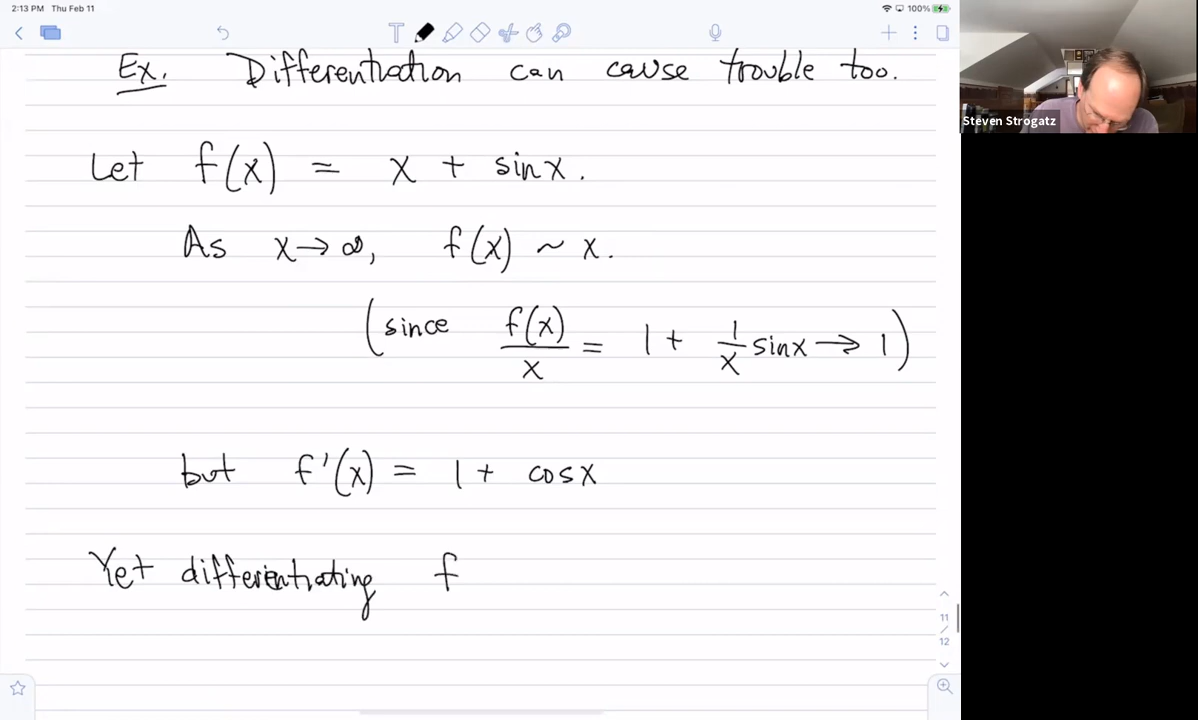 2:13 PM Thu Feb 11
100%
Ex. Differentiation can cause trouble too.
Let f(x) = x + sin x.
As x → ∞, f(x) ~ x.
(since f(x)/x = 1 + 1/x sin x → 1)
but f'(x) = 1 + cos x
Yet differentiating f
11
/
12
Steven Strogatz